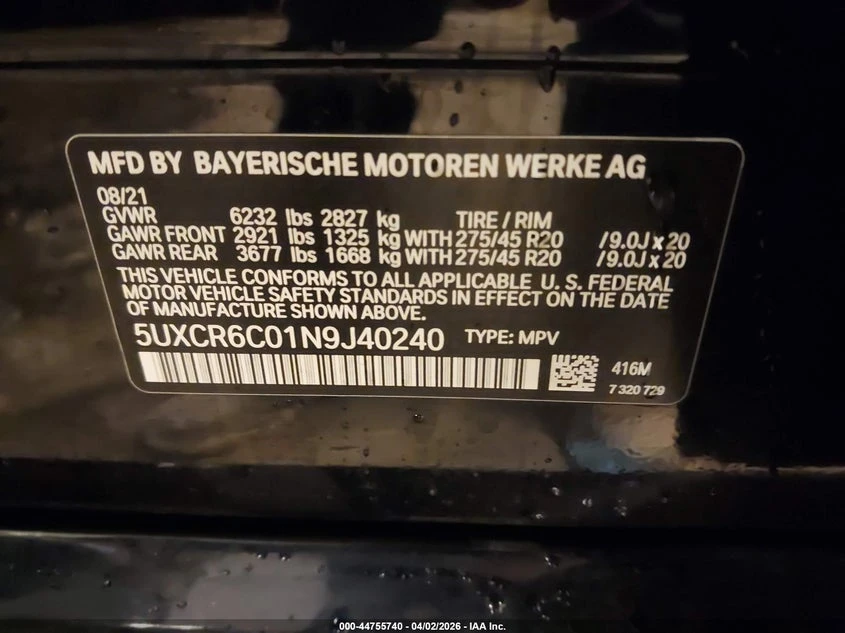 MFD BY BAYERISCHE MOTOREN WERKE AG
08/21
GVWR 6232 lbs 2827 kg TIRE / RIM
GAWR FRONT 2921 lbs 1325 kg WITH 275/45 R20 /9.0J x 20
GAWR REAR 3677 lbs 1668 kg WITH 275/45 R20 /9.0J x 20
THIS VEHICLE CONFORMS TO ALL APPLICABLE U. S. FEDERAL
MOTOR VEHICLE SAFETY STANDARDS IN EFFECT ON THE DATE
OF MANUFACTURE SHOWN ABOVE.
5UXCR6C01N9J40240 TYPE: MPV
416M
7 320 729
000-44755740 - 04/02/2026 - IAA Inc.